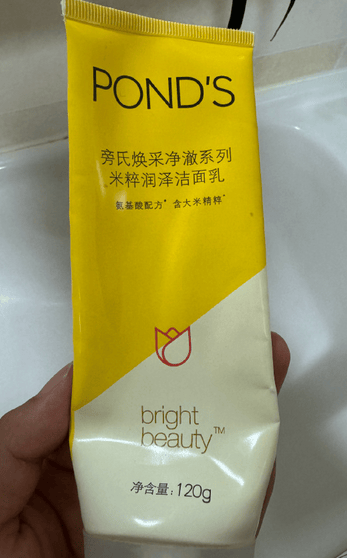 POND'S
旁氏焕采净澈系列
米粹润泽洁面乳
氨基酸配方* 含大米精粹*
bright
beauty™
净含量：120g